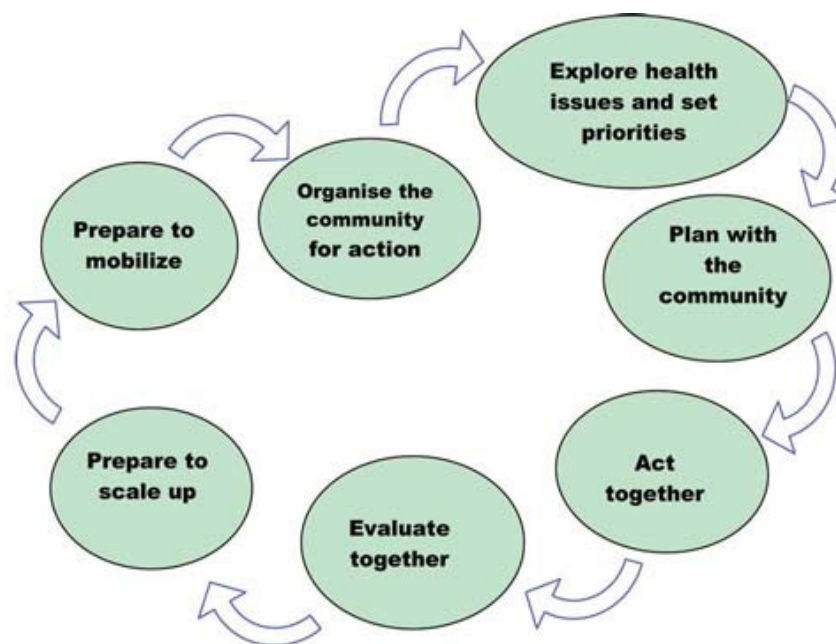 Explore health
issues and set
priorities
Organise the
community
for action
Prepare to
mobilize
Plan with
the
community
Act
together
Evaluate
together
Prepare to
scale up